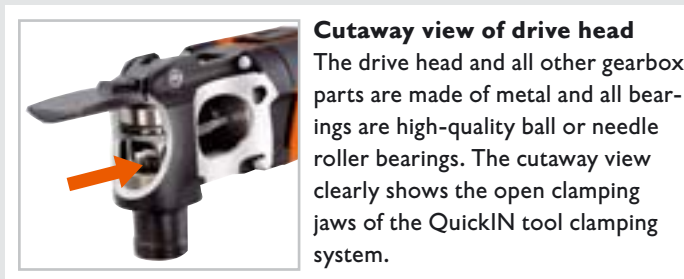 Cutaway view of drive head
The drive head and all other gearbox
parts are made of metal and all bear-
ings are high-quality ball or needle
roller bearings. The cutaway view
clearly shows the open clamping
jaws of the QuickIN tool clamping
system.